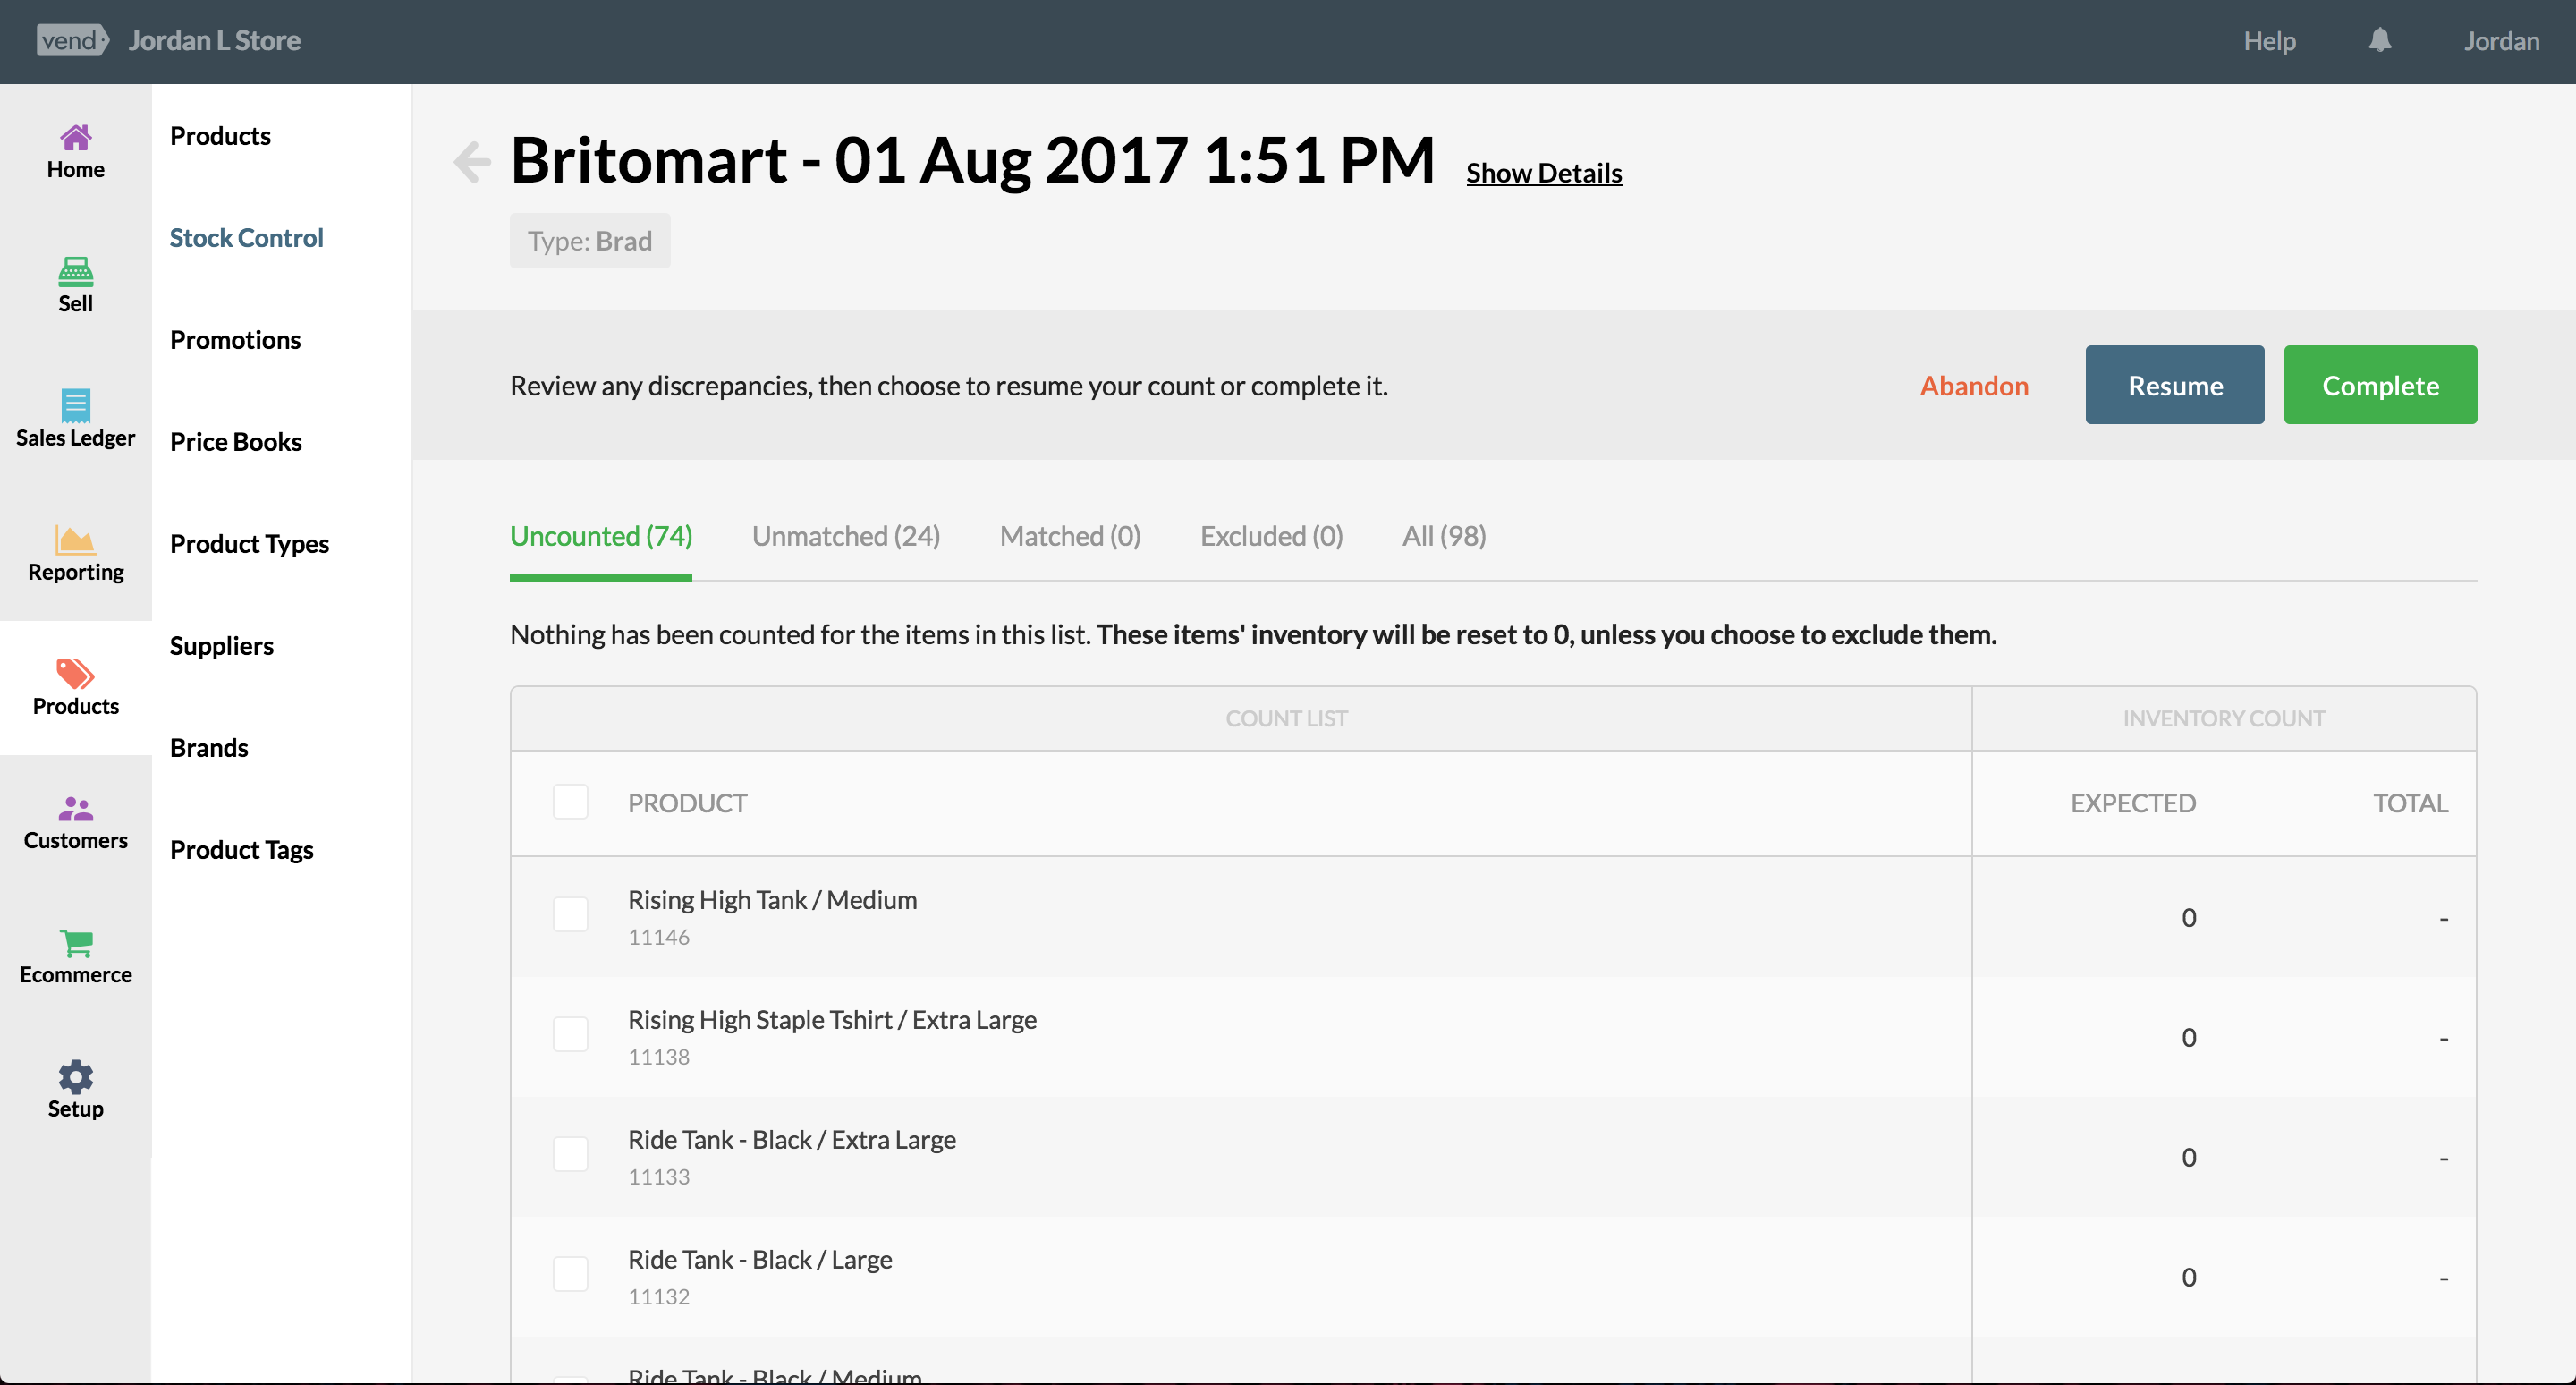 vend
Jordan L Store
Help
Jordan
Home
Sell
Sales Ledger
Reporting
Products
Customers
Ecommerce
Setup
Products
Stock Control
Promotions
Price Books
Product Types
Suppliers
Brands
Product Tags
Britomart - 01 Aug 2017 1:51 PM Show Details
Type: Brad
Review any discrepancies, then choose to resume your count or complete it.
Abandon
Resume
Complete
Uncounted (74) Unmatched (24) Matched (0) Excluded (0) All (98)
Nothing has been counted for the items in this list. These items' inventory will be reset to 0, unless you choose to exclude them.
COUNT LIST INVENTORY COUNT
PRODUCT EXPECTED TOTAL
Rising High Tank / Medium
11146
0 -
Rising High Staple Tshirt / Extra Large
11138
0 -
Ride Tank - Black / Extra Large
11133
0 -
Ride Tank - Black / Large
11132
0 -
Ride Tank - Black / Medium